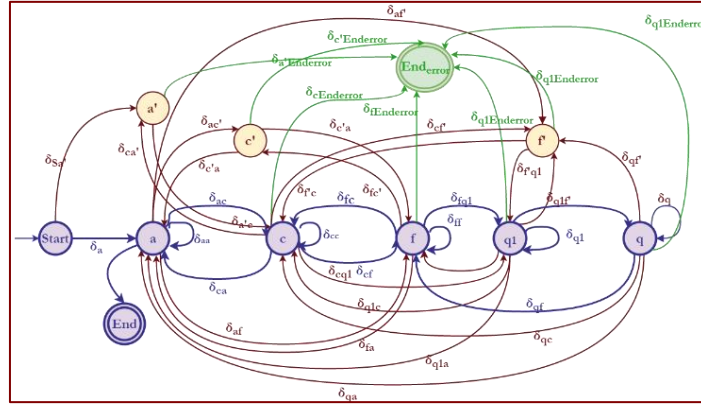 δaf'
δq1Enderror
δc'Enderror
δa'Enderror
End error
δq1Enderror
δcEnderror
δfEnderror
a'
δac'
c'
δc'a
δcf'
δq1Enderror
f'
δca'
δSa'
δc'a
δf'c
δfc'
δf'q1
δqf'
δac
δfc
δfq1
δq1f'
δq
δa'c
Start
δa
a
δaa
c
δcc
f
δff
q1
δq1
q
δca
δcq1
δcf
End
δaf
δq1c
δqf
δfa
δqc
δq1a
δqa